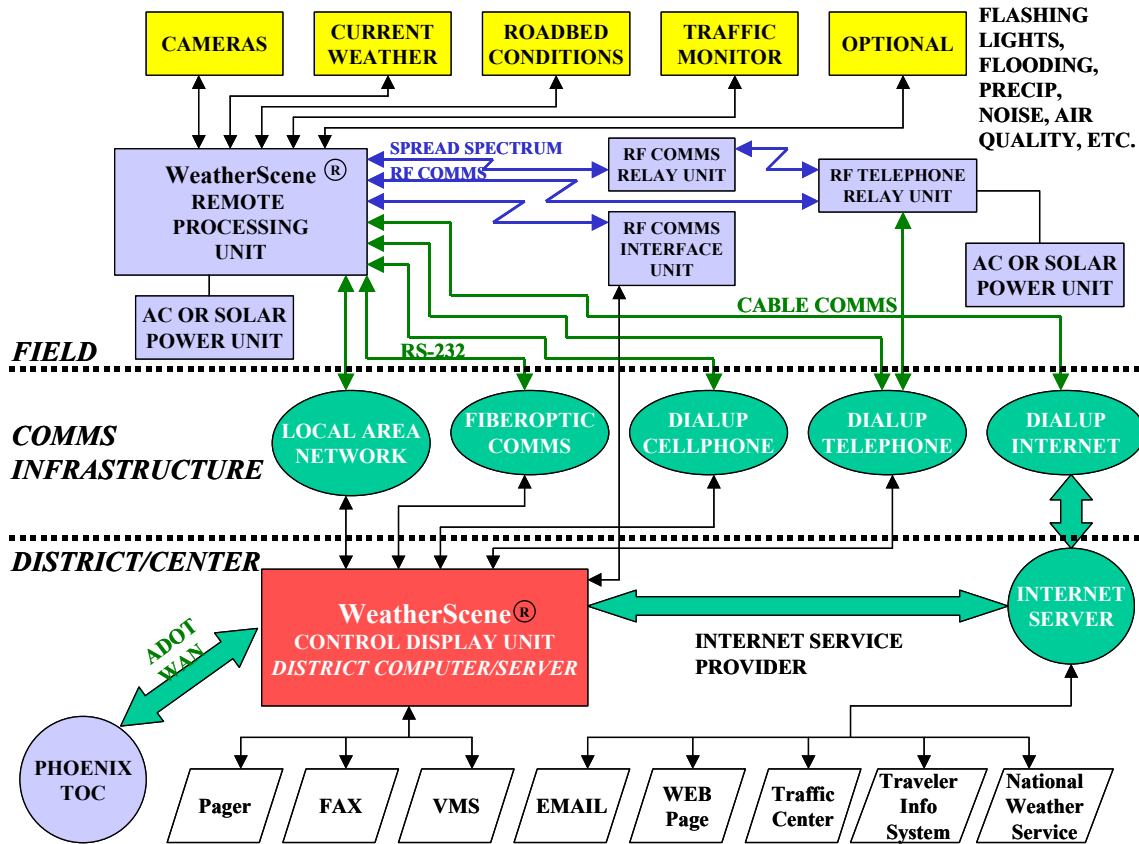 CAMERAS
CURRENT
WEATHER
ROADBED
CONDITIONS
TRAFFIC
MONITOR
OPTIONAL
FLASHING
LIGHTS,
FLOODING,
PRECIP,
NOISE, AIR
QUALITY, ETC.
WeatherScene ®
REMOTE
PROCESSING
UNIT
SPREAD SPECTRUM
RF COMMS
RF COMMS
RELAY UNIT
RF TELEPHONE
RELAY UNIT
RF COMMS
INTERFACE
UNIT
AC OR SOLAR
POWER UNIT
AC OR SOLAR
POWER UNIT
CABLE COMMS
RS-232
FIELD
COMMS
INFRASTRUCTURE
LOCAL AREA
NETWORK
FIBEROPTIC
COMMS
DIALUP
CELLPHONE
DIALUP
TELEPHONE
DIALUP
INTERNET
DISTRICT/CENTER
WeatherScene®
CONTROL DISPLAY UNIT
DISTRICT COMPUTER/SERVER
INTERNET
SERVER
INTERNET SERVICE
PROVIDER
ADOT
WAN
PHOENIX
TOC
Pager
FAX
VMS
EMAIL
WEB
Page
Traffic
Center
Traveler
Info
System
National
Weather
Service